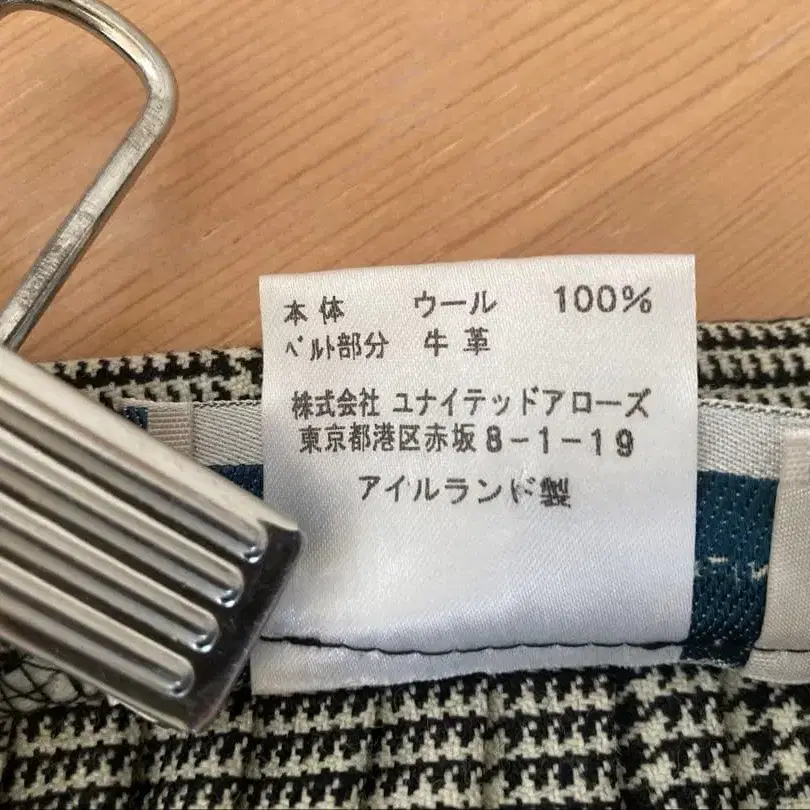 本体 ウール 100%
ﾍﾞﾙﾄ部分 牛革
株式会社 ユナイテッドアローズ
東京都港区赤坂8-1-19
アイルランド製